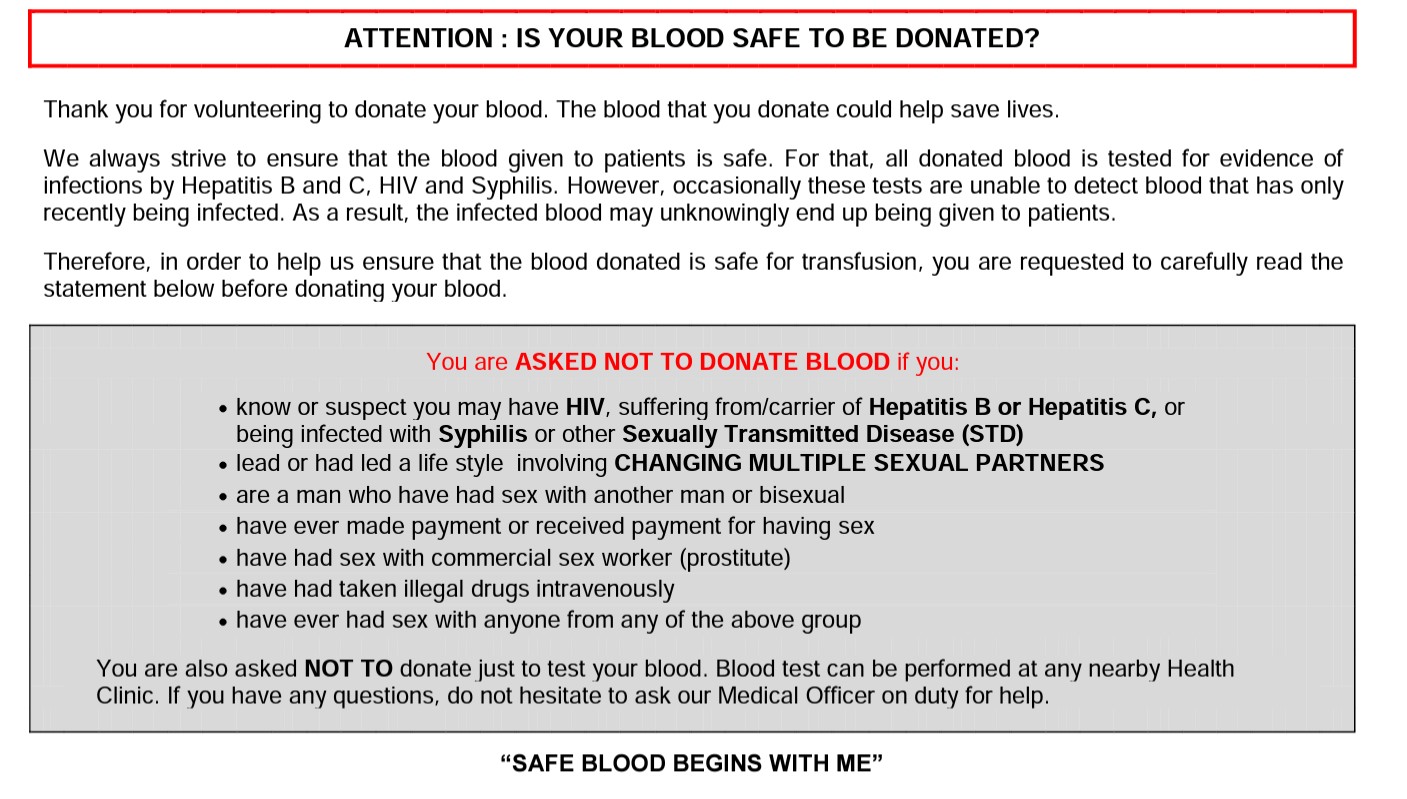 ATTENTION : IS YOUR BLOOD SAFE TO BE DONATED?
Thank you for volunteering to donate your blood. The blood that you donate could help save lives.
We always strive to ensure that the blood given to patients is safe. For that, all donated blood is tested for evidence of
infections by Hepatitis B and C, HIV and Syphilis. However, occasionally these tests are unable to detect blood that has only
recently being infected. As a result, the infected blood may unknowingly end up being given to patients.
Therefore, in order to help us ensure that the blood donated is safe for transfusion, you are requested to carefully read the
statement below before donating your blood.
You are ASKED NOT TO DONATE BLOOD if you:
• know or suspect you may have HIV, suffering from/carrier of Hepatitis B or Hepatitis C, or
being infected with Syphilis or other Sexually Transmitted Disease (STD)
• lead or had led a life style involving CHANGING MULTIPLE SEXUAL PARTNERS
• are a man who have had sex with another man or bisexual
• have ever made payment or received payment for having sex
• have had sex with commercial sex worker (prostitute)
• have had taken illegal drugs intravenously
• have ever had sex with anyone from any of the above group
You are also asked NOT TO donate just to test your blood. Blood test can be performed at any nearby Health
Clinic. If you have any questions, do not hesitate to ask our Medical Officer on duty for help.
“SAFE BLOOD BEGINS WITH ME”